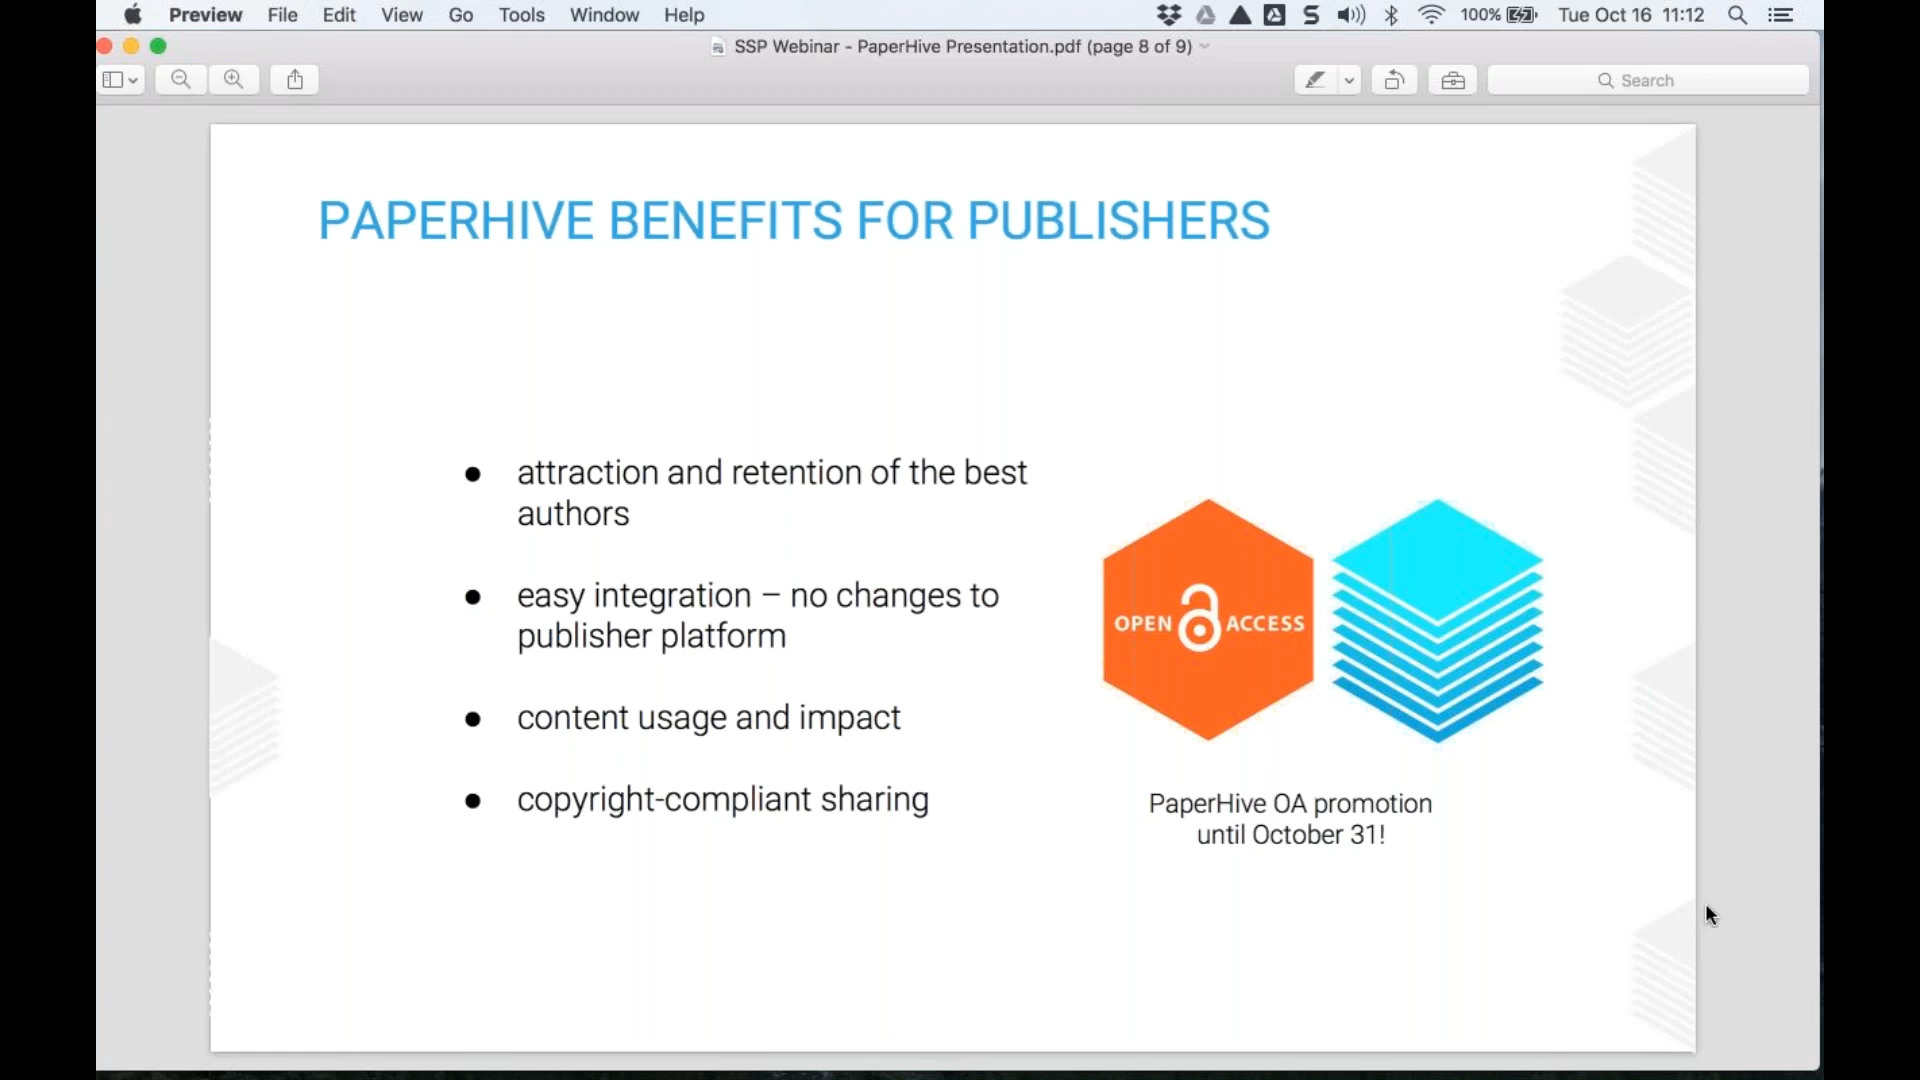 Preview File Edit View Go Tools Window Help 100% Tue Oct 16 11:12
SSP Webinar - PaperHive Presentation.pdf (page 8 of 9)
Search
PAPERHIVE BENEFITS FOR PUBLISHERS
● attraction and retention of the best
authors
● easy integration – no changes to
publisher platform
● content usage and impact
● copyright-compliant sharing
OPEN ACCESS
PaperHive OA promotion
until October 31!